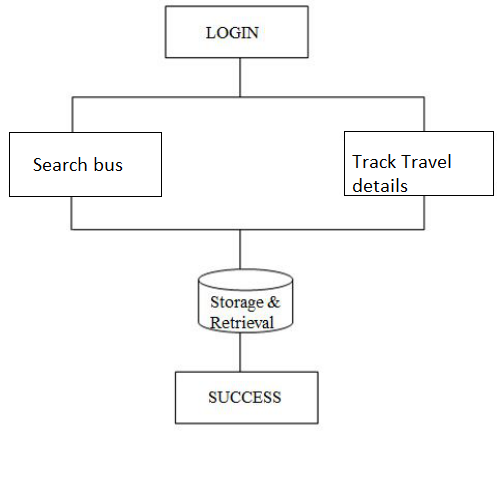 LOGIN
Search bus
Track Travel
details
Storage &
Retrieval
SUCCESS